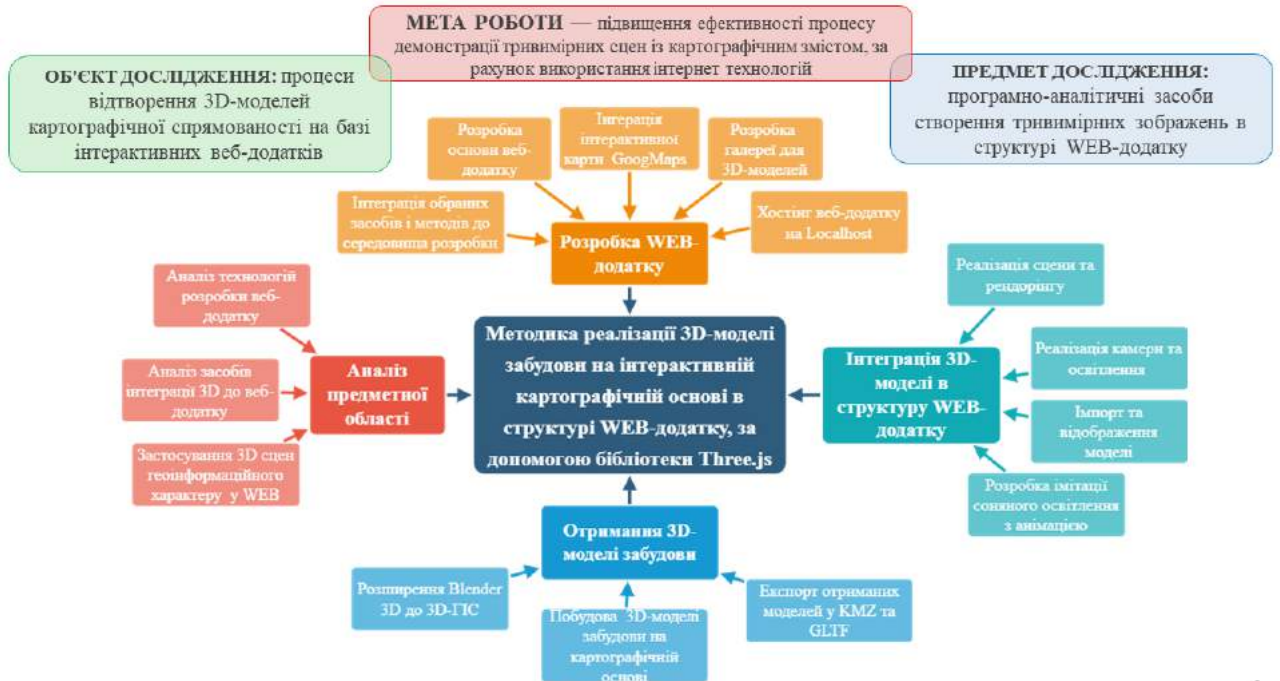 МЕТА РОБОТИ — підвищення ефективності процесу
демонстрації тривимірних сцен із картографічним змістом, за
рахунок використання інтернет технологій
ОБ'ЄКТ ДОСЛІДЖЕННЯ: процеси
відтворення 3D-моделей
картографічної спрямованості на базі
інтерактивних веб-додатків
ПРЕДМЕТ ДОСЛІДЖЕННЯ:
програмно-аналітичні засоби
створення тривимірних зображень в
структурі WEB-додатку
Розробка
основи веб-
додатку
Інтеграція
інтерактивної
карти GoogMaps
Розробка
галереї для
3D-моделей
Інтеграція обраних
засобів і методів до
середовища розробки
Хостінг веб-додатку
на Localhost
Розробка WEB-
додатку
Аналіз технологій
розробки веб-
додатку
Аналіз засобів
інтеграції 3D до веб-
додатку
Застосування 3D сцен
геоінформаційного
характеру у WEB
Аналіз
предметної
області
Методика реалізації 3D-моделі
забудови на інтерактивній
картографічній основі в
структурі WEB-додатку, за
допомогою бібліотеки Three.js
Інтеграція 3D-
моделі в
структуру WEB-
додатку
Реалізація сцени та
рендорінгу
Реалізація камери та
освітлення
Імпорт та
відображення
моделі
Розробка імітації
соняного освітлення
з анімацією
Отримання 3D-
моделі забудови
Розширення Blender
3D до 3D-ГІС
Побудова 3D-моделі
забудови на
картографічній
основі
Експорт отриманих
моделей у KMZ та
GLTF